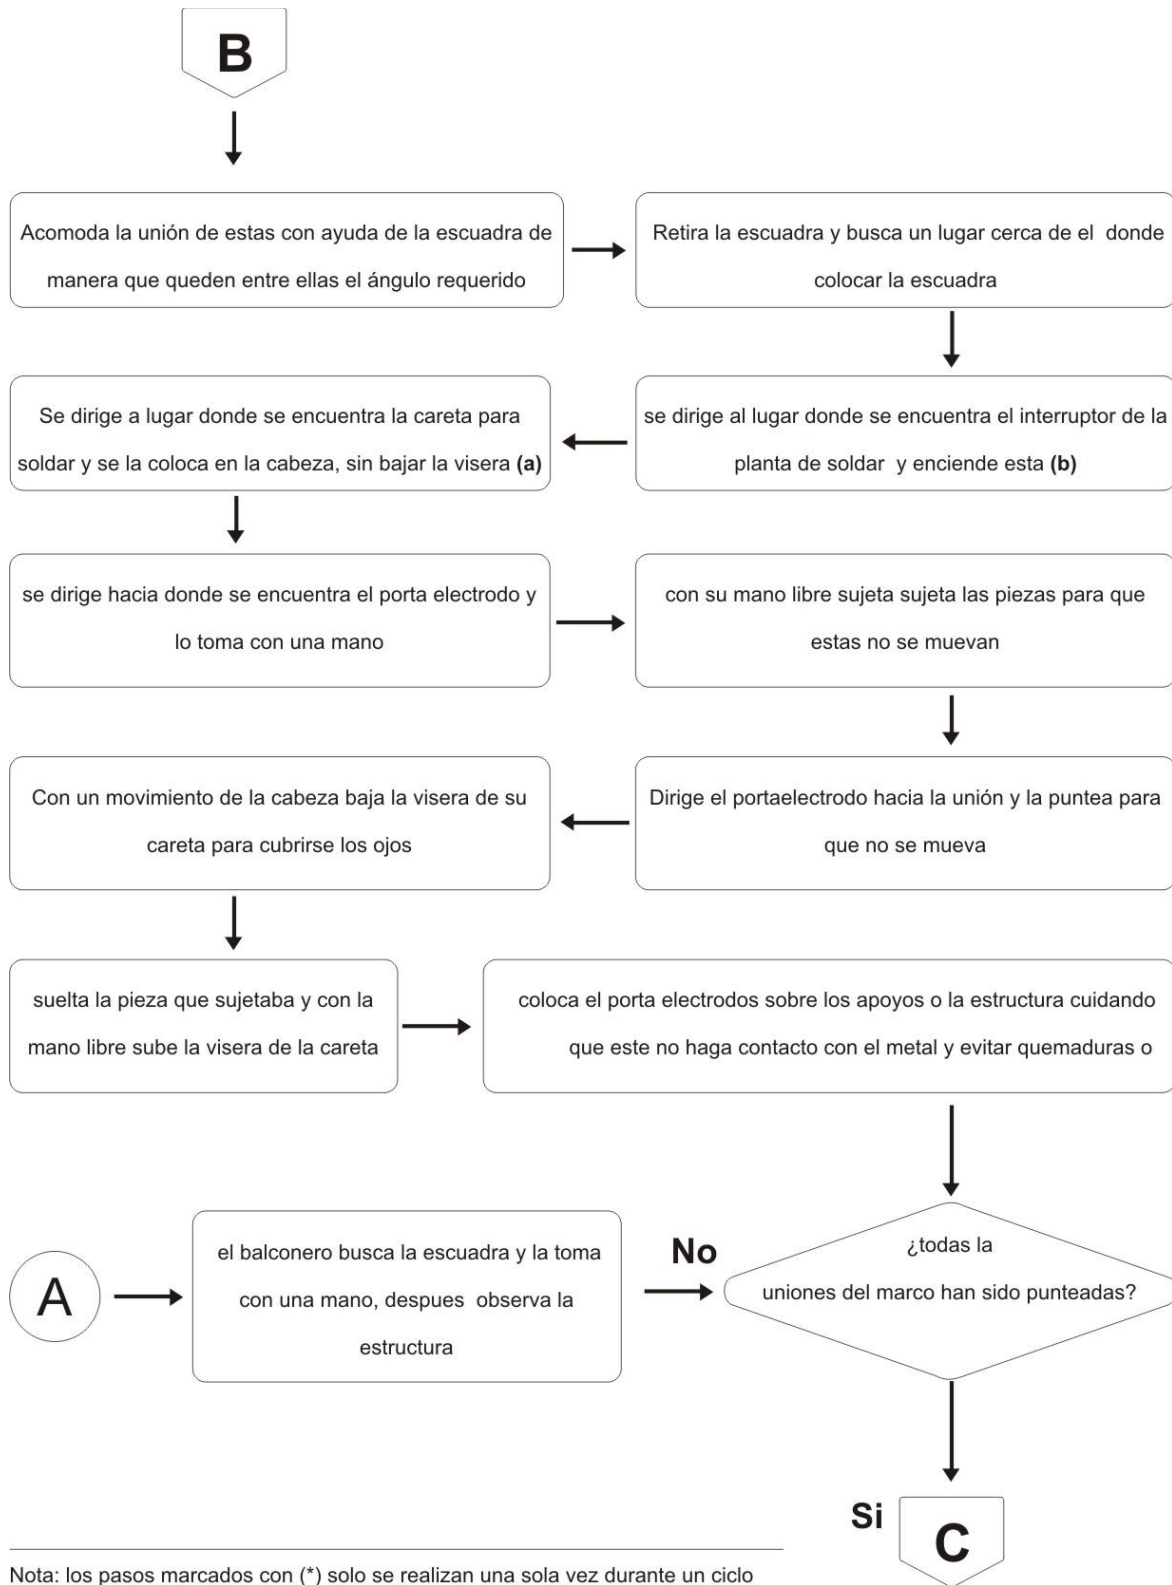 B
Acomoda la unión de estas con ayuda de la escuadra de
manera que queden entre ellas el ángulo requerido
Retira la escuadra y busca un lugar cerca de el donde
colocar la escuadra
se dirige al lugar donde se encuentra el interruptor de la
planta de soldar y enciende esta (b)
Se dirige a lugar donde se encuentra la careta para
soldar y se la coloca en la cabeza, sin bajar la visera (a)
se dirige hacia donde se encuentra el porta electrodo y
lo toma con una mano
con su mano libre sujeta sujeta las piezas para que
estas no se muevan
Dirige el portaelectrodo hacia la unión y la puntea para
que no se mueva
Con un movimiento de la cabeza baja la visera de su
careta para cubrirse los ojos
suelta la pieza que sujetaba y con la
mano libre sube la visera de la careta
coloca el porta electrodos sobre los apoyos o la estructura cuidando
que este no haga contacto con el metal y evitar quemaduras o
¿todas la
uniones del marco han sido punteadas?
No
el balconero busca la escuadra y la toma
con una mano, despues observa la
estructura
A
Si
C
Nota: los pasos marcados con (*) solo se realizan una sola vez durante un ciclo